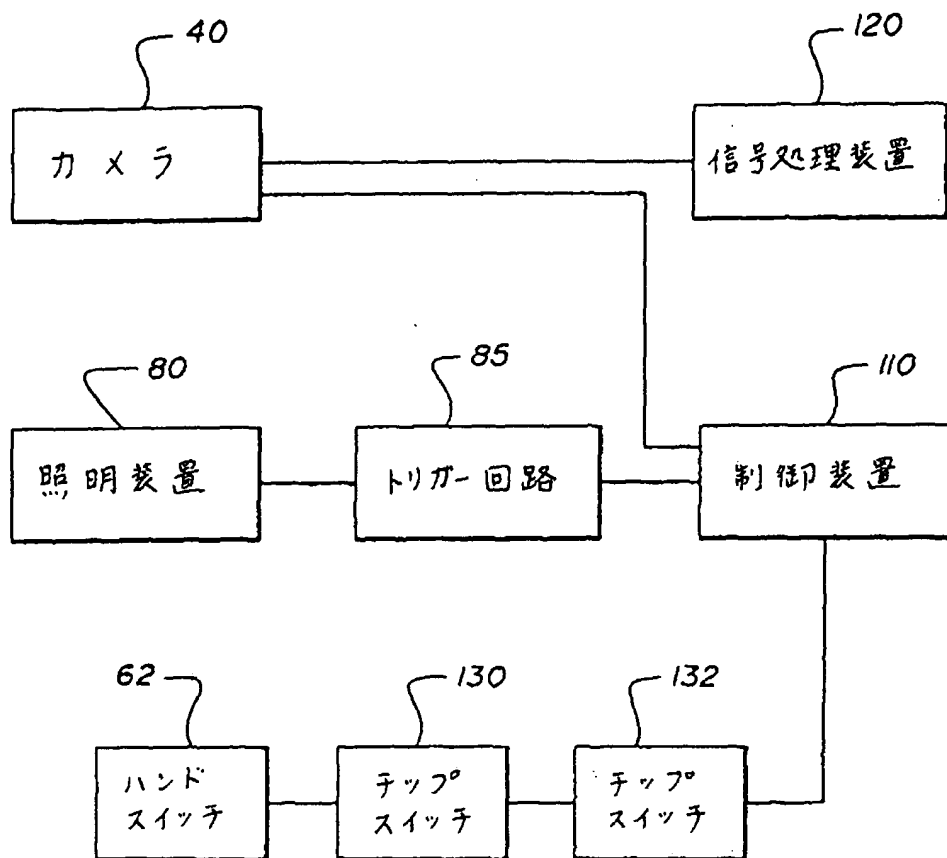 40
120
カメラ
信号処理装置
80
85
110
照明装置
トリガー回路
制御装置
62
130
132
ハンド
スイッチ
チップ
スイッチ
チップ
スイッチ